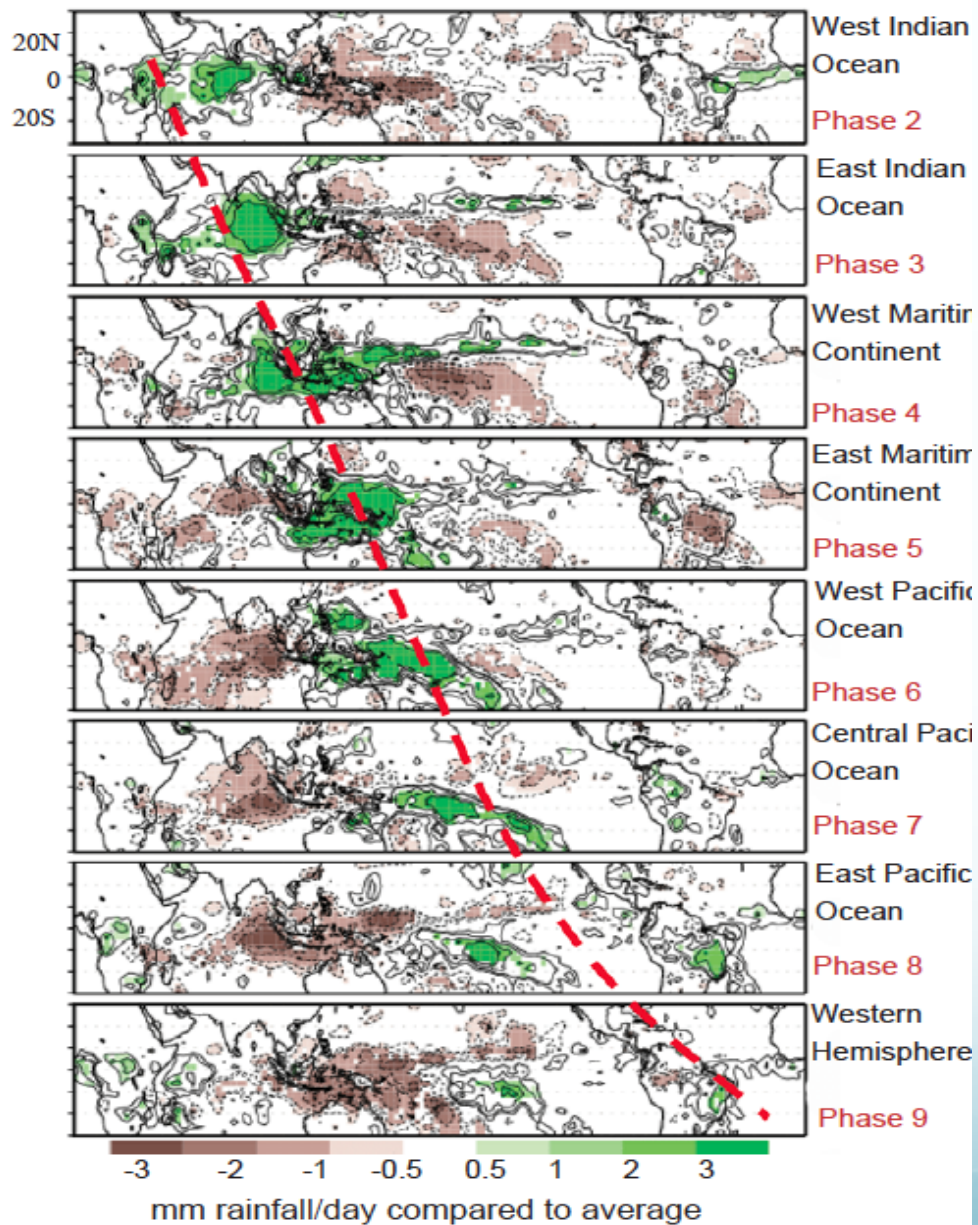 20N
0
20S
West Indian
Ocean
Phase 2
East Indian
Ocean
Phase 3
West Maritin
Continent
Phase 4
East Maritim
Continent
Phase 5
West Pacific
Ocean
Phase 6
Central Paci
Ocean
Phase 7
East Pacific
Ocean
Phase 8
Western
Hemisphere
Phase 9
-3 -2 -1 -0.5 0.5 1 2 3
mm rainfall/day compared to average